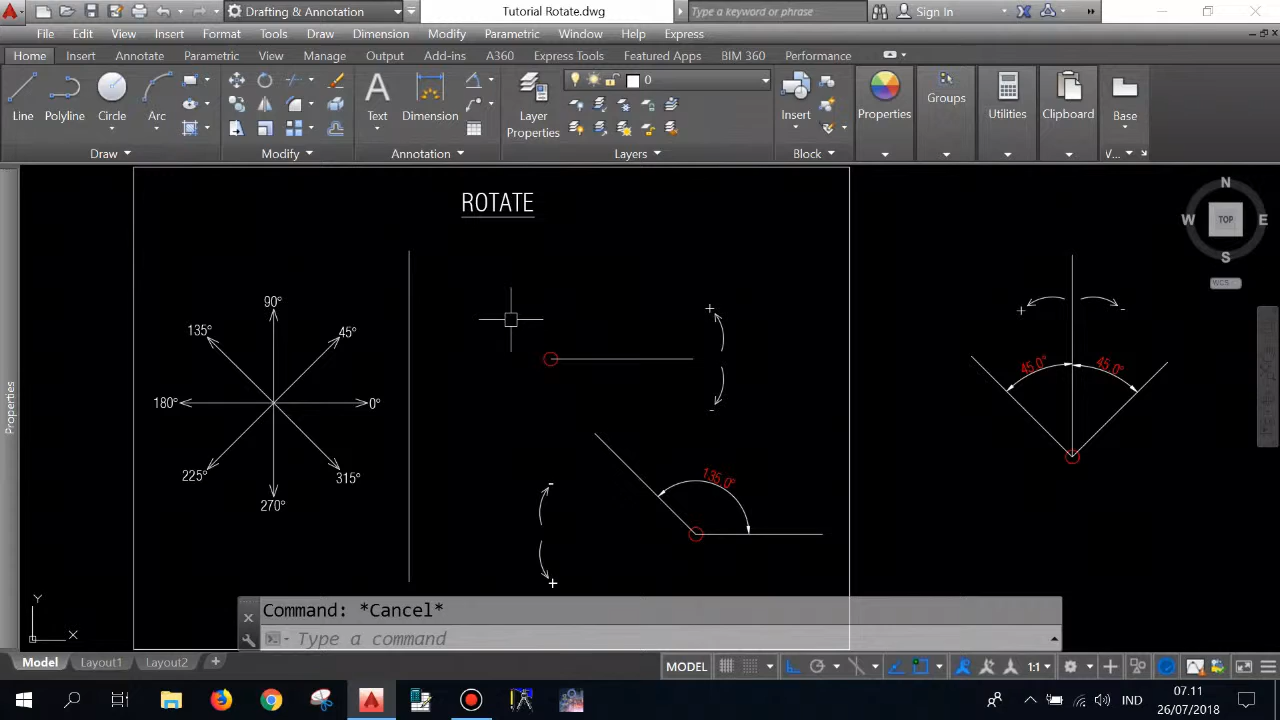 Drafting & Annotation
Tutorial Rotate.dwg
Type a keyword or phrase
Sign In
File Edit View Insert Format Tools Draw Dimension Modify Parametric Window Help Express
Home Insert Annotate Parametric View Manage Output Add-ins A360 Express Tools Featured Apps BIM 360 Performance
0
Line Polyline Circle Arc Text Dimension Layer Properties Insert Properties Groups Utilities Clipboard Base
Draw Modify Annotation Layers Block V...
ROTATE
N
W TOP E
S
WCS
90°
135° 45°
180° 0°
225° 315°
270°
+
-
135.0°
-
+
+ -
45.0° 45.0°
Properties
Y
X
Command: *Cancel*
Type a command
Model Layout1 Layout2 +
MODEL 1:1
IND
07.11
26/07/2018